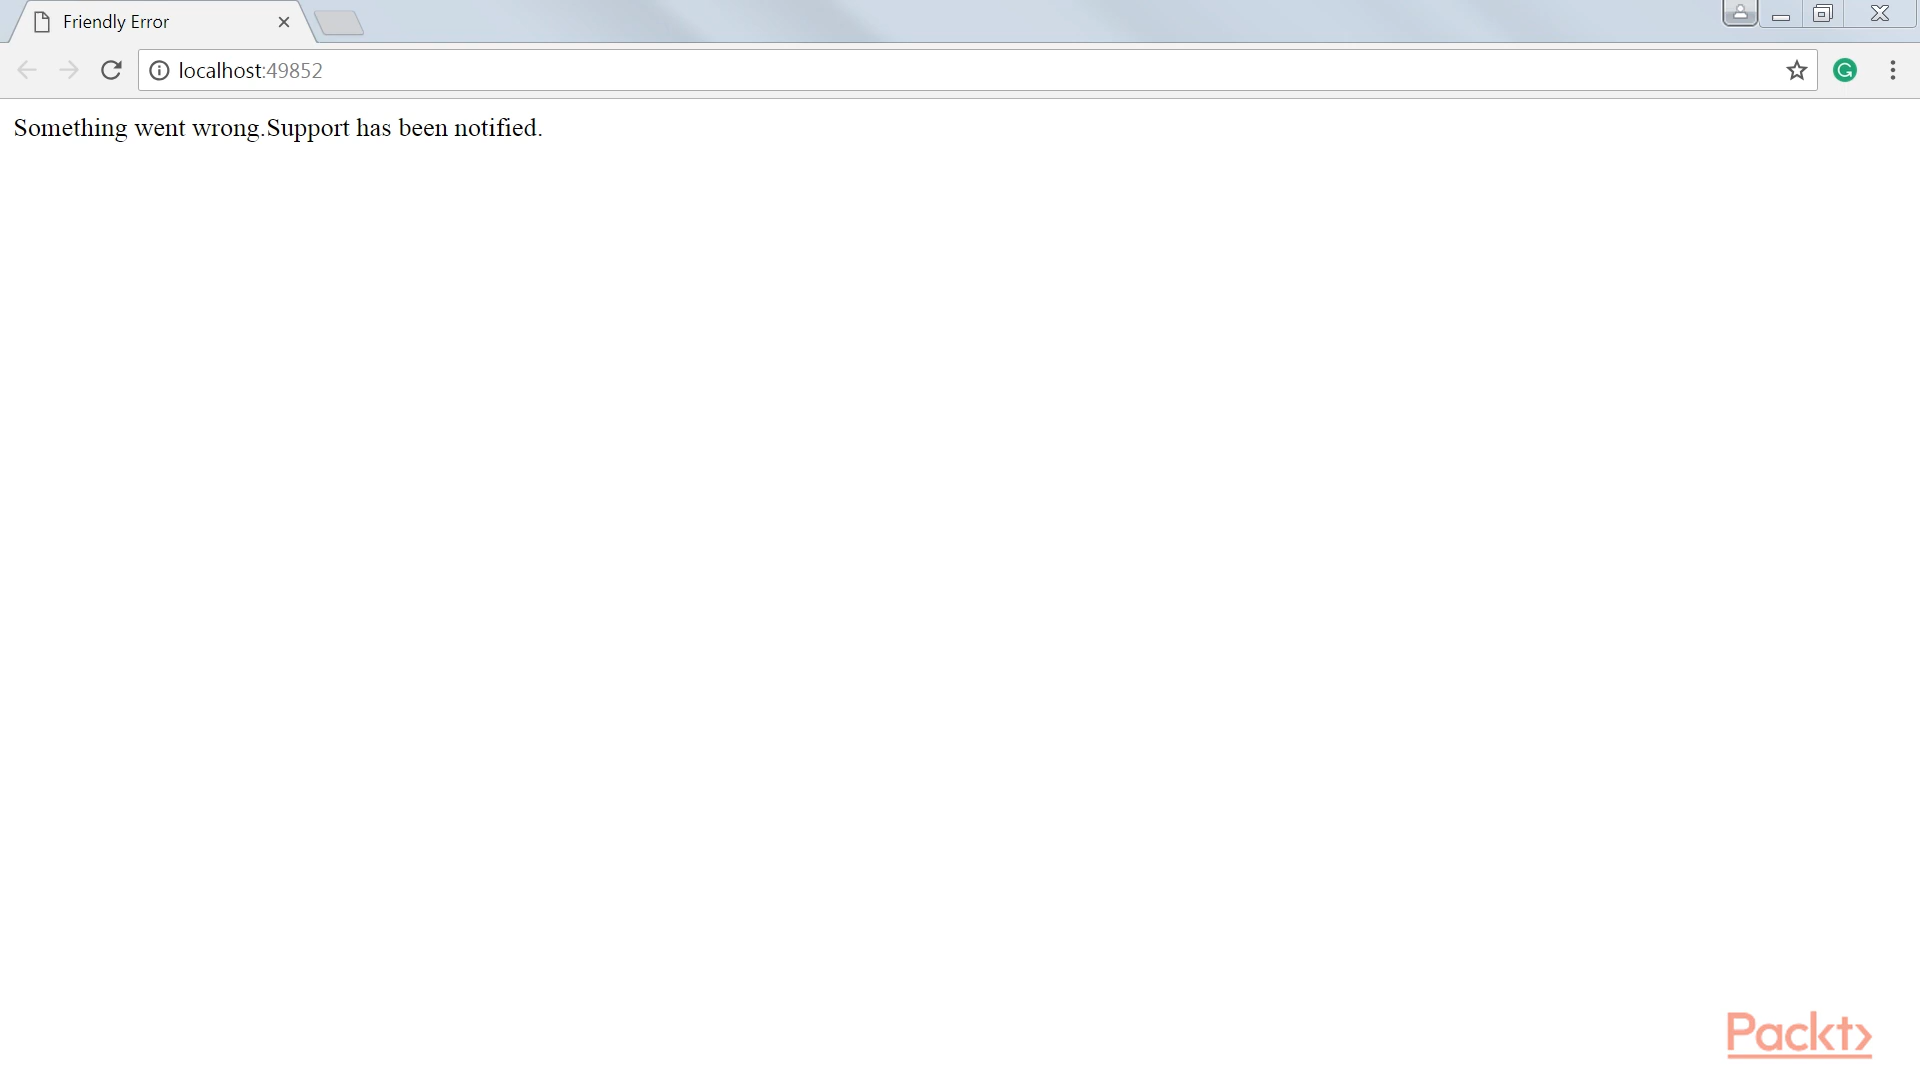 Friendly Error
localhost:49852
Something went wrong.Support has been notified.
Packt